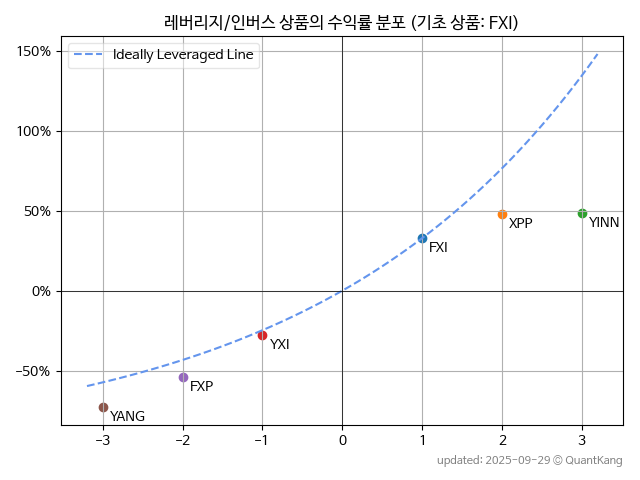 레버리지/인버스 상품의 수익률 분포 (기초 상품: FXI)
Ideally Leveraged Line
150%
100%
50%
0%
−50%
XPP
YINN
FXI
YXI
FXP
YANG
−3 −2 −1 0 1 2 3
updated: 2025-09-29 © QuantKang